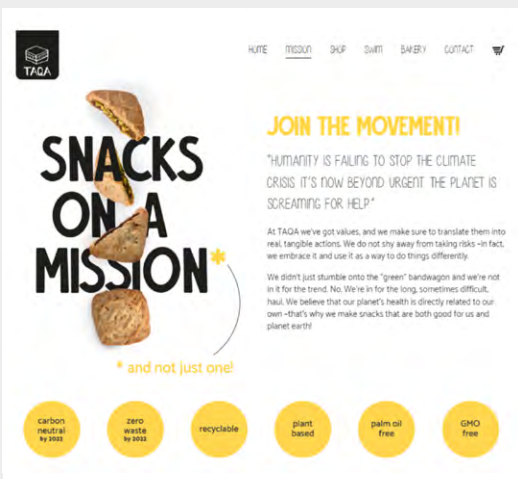 TAQA
HOME MISSION SHOP SWIM BAKERY CONTACT
SNACKS
ON A
MISSION*
* and not just one!
JOIN THE MOVEMENT!
"HUMANITY IS FAILING TO STOP THE CLIMATE
CRISIS IT'S NOW BEYOND URGENT THE PLANET IS
SCREAMING FOR HELP."
At TAQA we've got values, and we make sure to translate them into
real, tangible actions. We do not shy away from taking risks –in fact,
we embrace it and use it as a way to do things differently.
We didn't just stumble onto the "green" bandwagon and we're not
in it for the trend. No. We're in for the long, sometimes difficult,
haul. We believe that our planet's health is directly related to our
own –that's why we make snacks that are both good for us and
planet earth!
carbon
neutral
by 2022
zero
waste
by 2022
recyclable
plant
based
palm oil
free
GMO
free